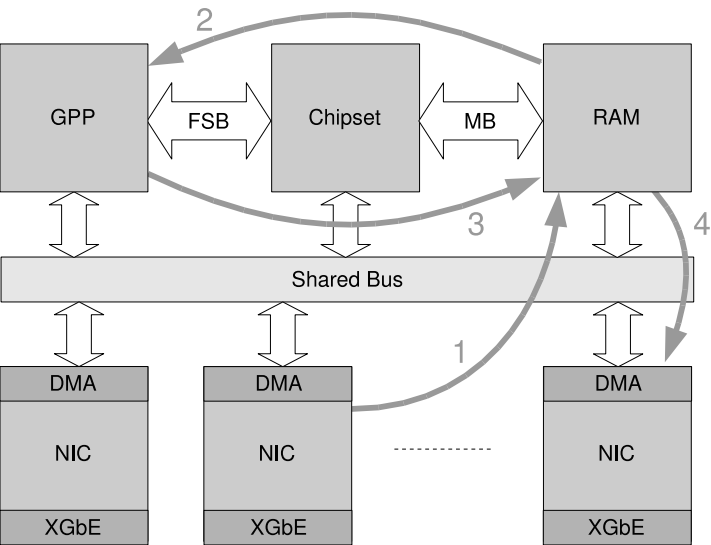 2
GPP
FSB
Chipset
MB
RAM
3
4
Shared Bus
1
DMA
DMA
DMA
NIC
NIC
NIC
XGbE
XGbE
XGbE